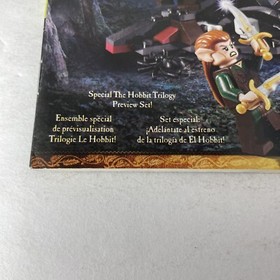 Special The Hobbit Trilogy
Preview Set!
Ensemble spécial
de prévisualisation
Trilogie Le Hobbit!
Set especial:
¡Adelántate al estreno
de la trilogía de El Hobbit!